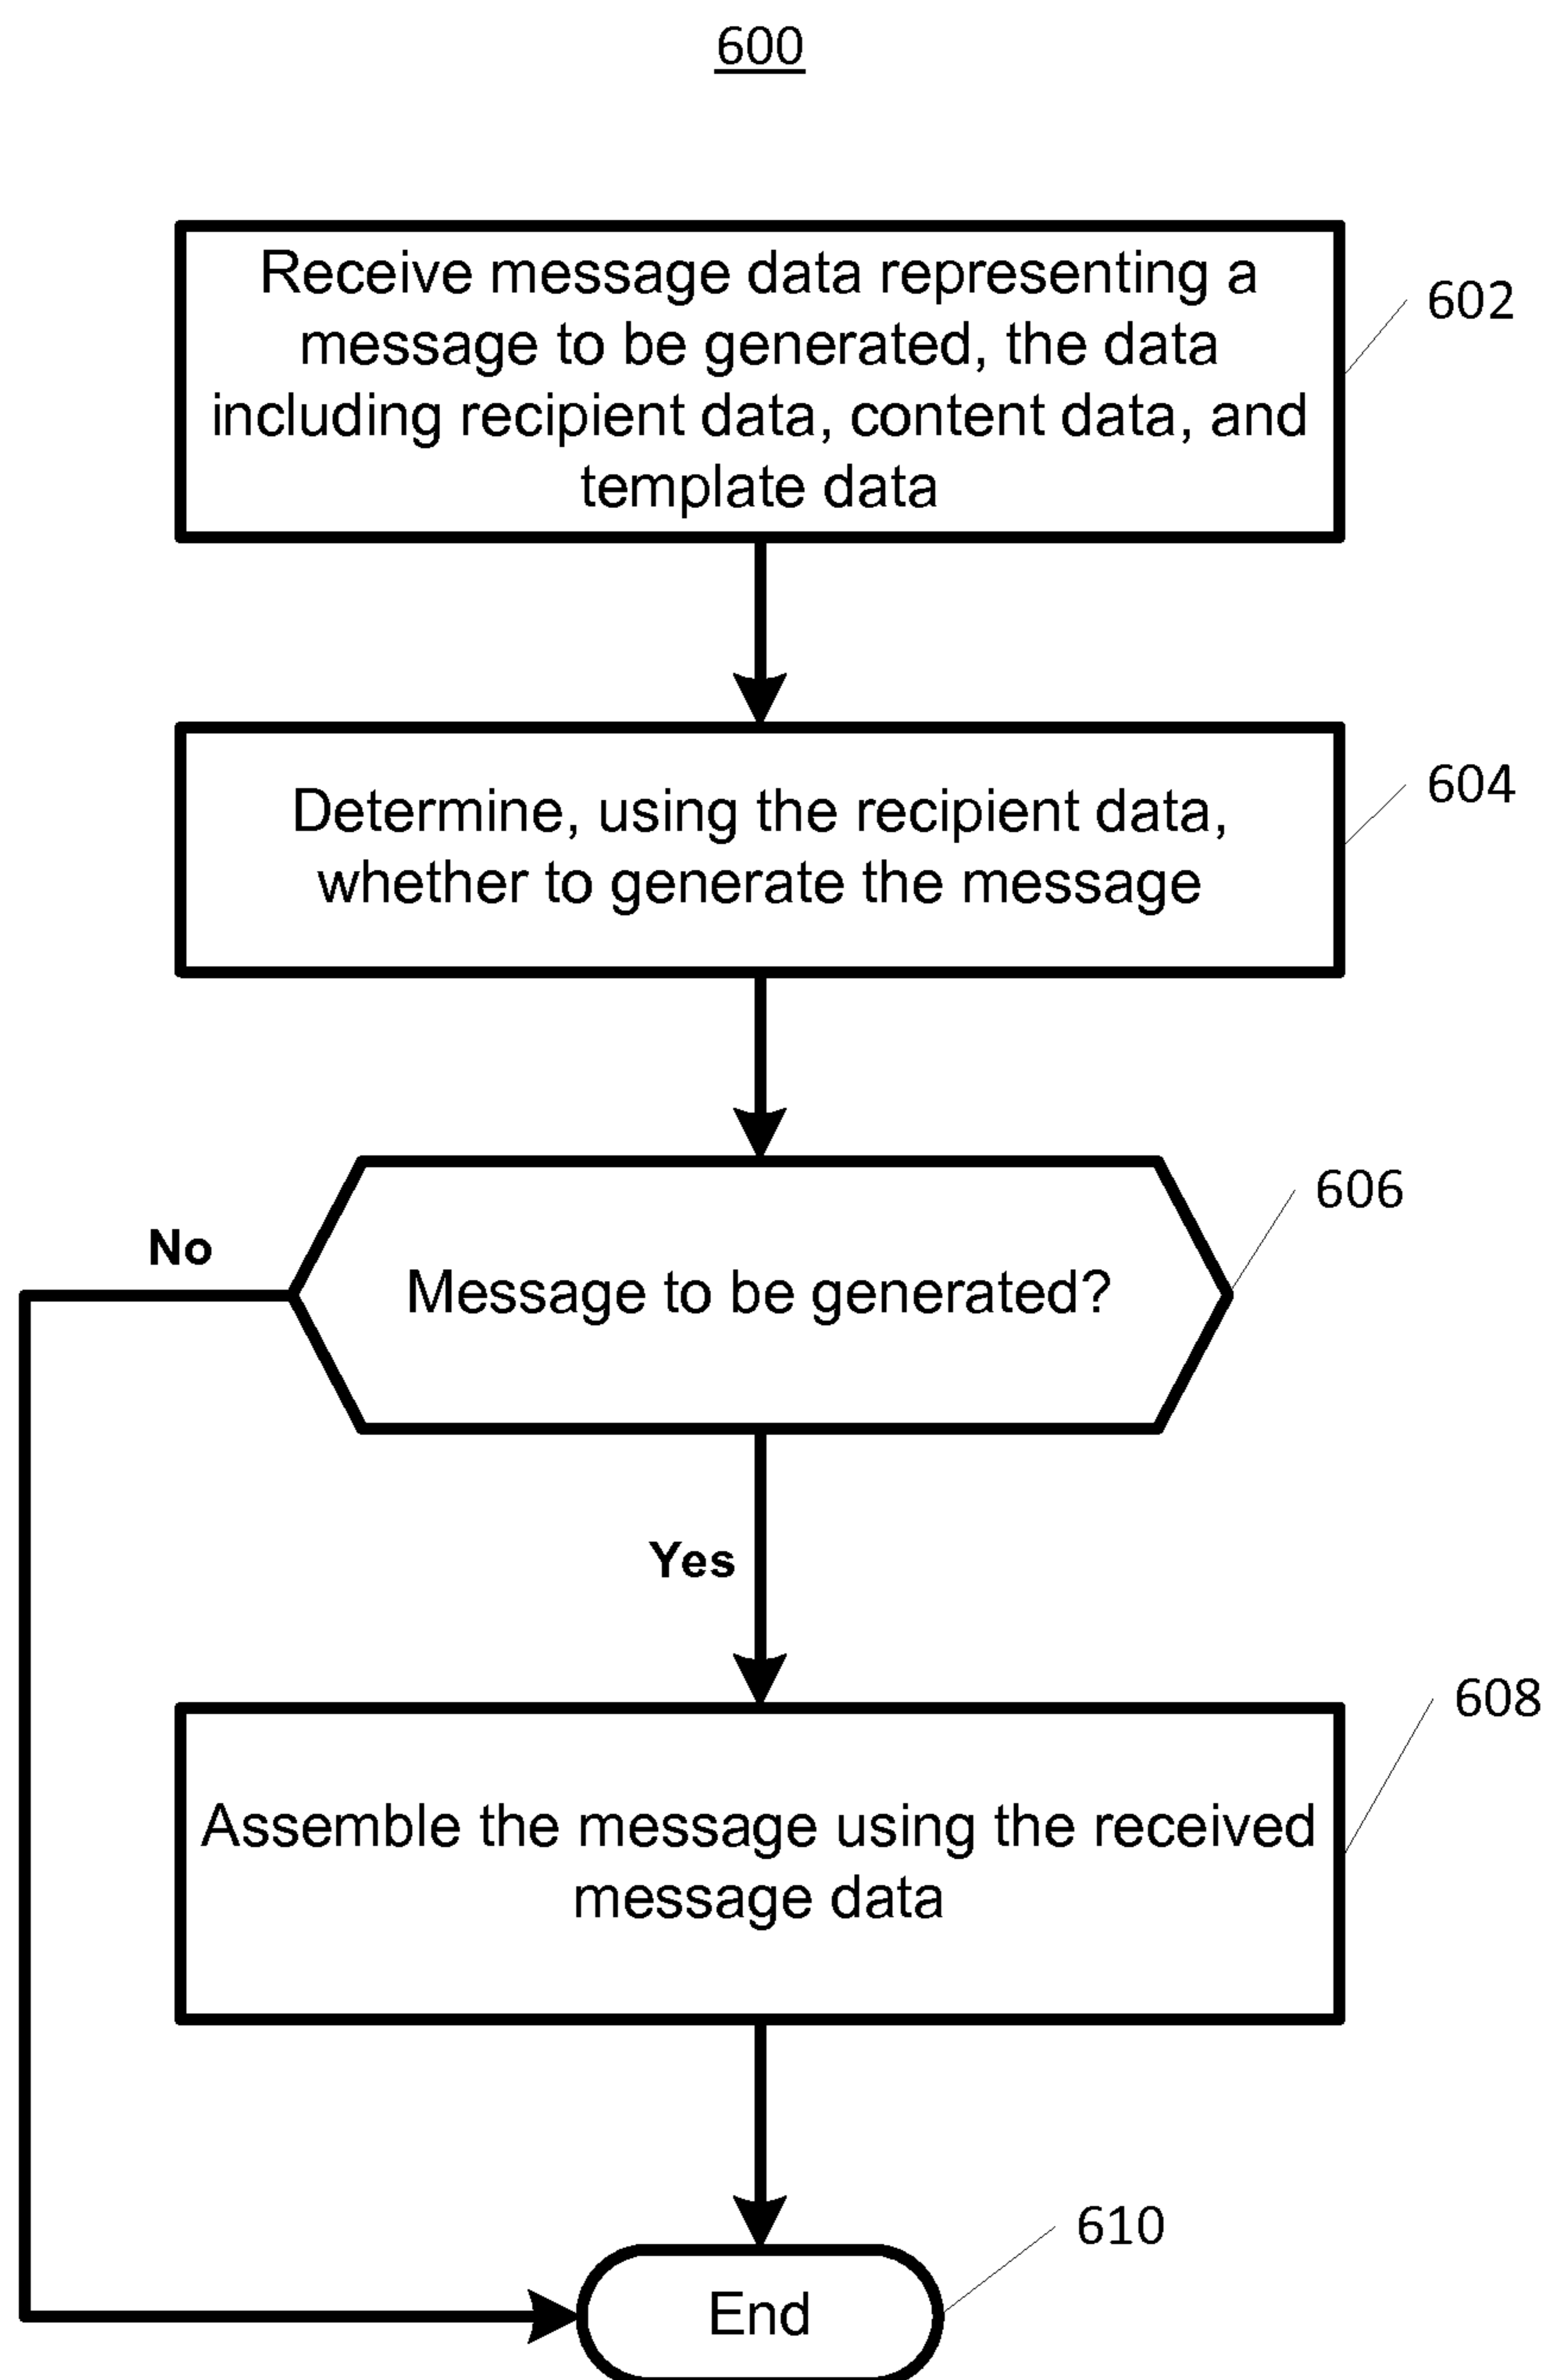 600
Receive message data representing a
message to be generated, the data
including recipient data, content data, and
template data
602
Determine, using the recipient data,
whether to generate the message
604
Message to be generated?
606
No
Yes
Assemble the message using the received
message data
608
End
610